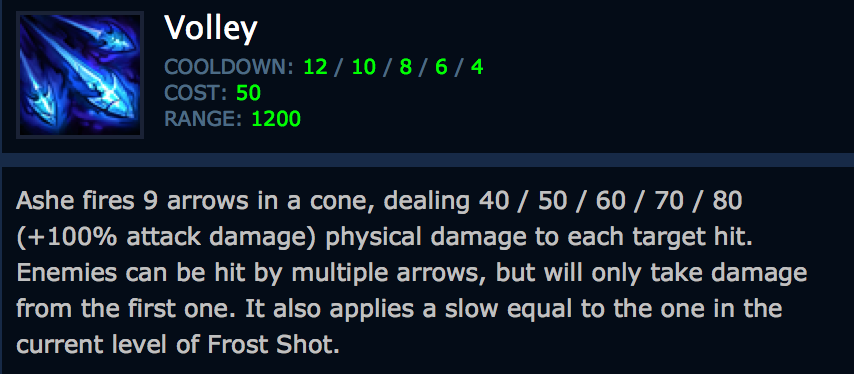 Volley
COOLDOWN: 12 / 10 / 8 / 6 / 4
COST: 50
RANGE: 1200
Ashe fires 9 arrows in a cone, dealing 40 / 50 / 60 / 70 / 80
(+100% attack damage) physical damage to each target hit.
Enemies can be hit by multiple arrows, but will only take damage
from the first one. It also applies a slow equal to the one in the
current level of Frost Shot.